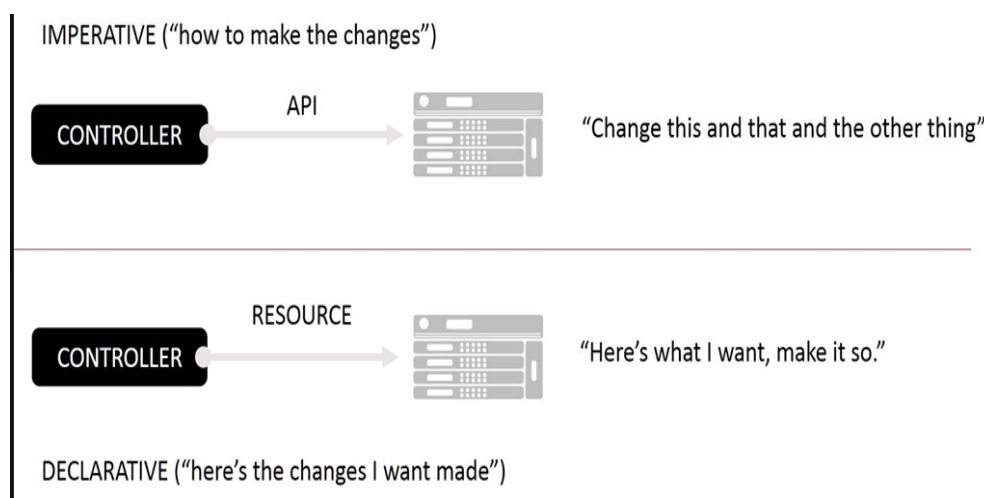 IMPERATIVE (“how to make the changes”)
API
CONTROLLER
“Change this and that and the other thing”
RESOURCE
CONTROLLER
“Here’s what I want, make it so.”
DECLARATIVE (“here’s the changes I want made”)